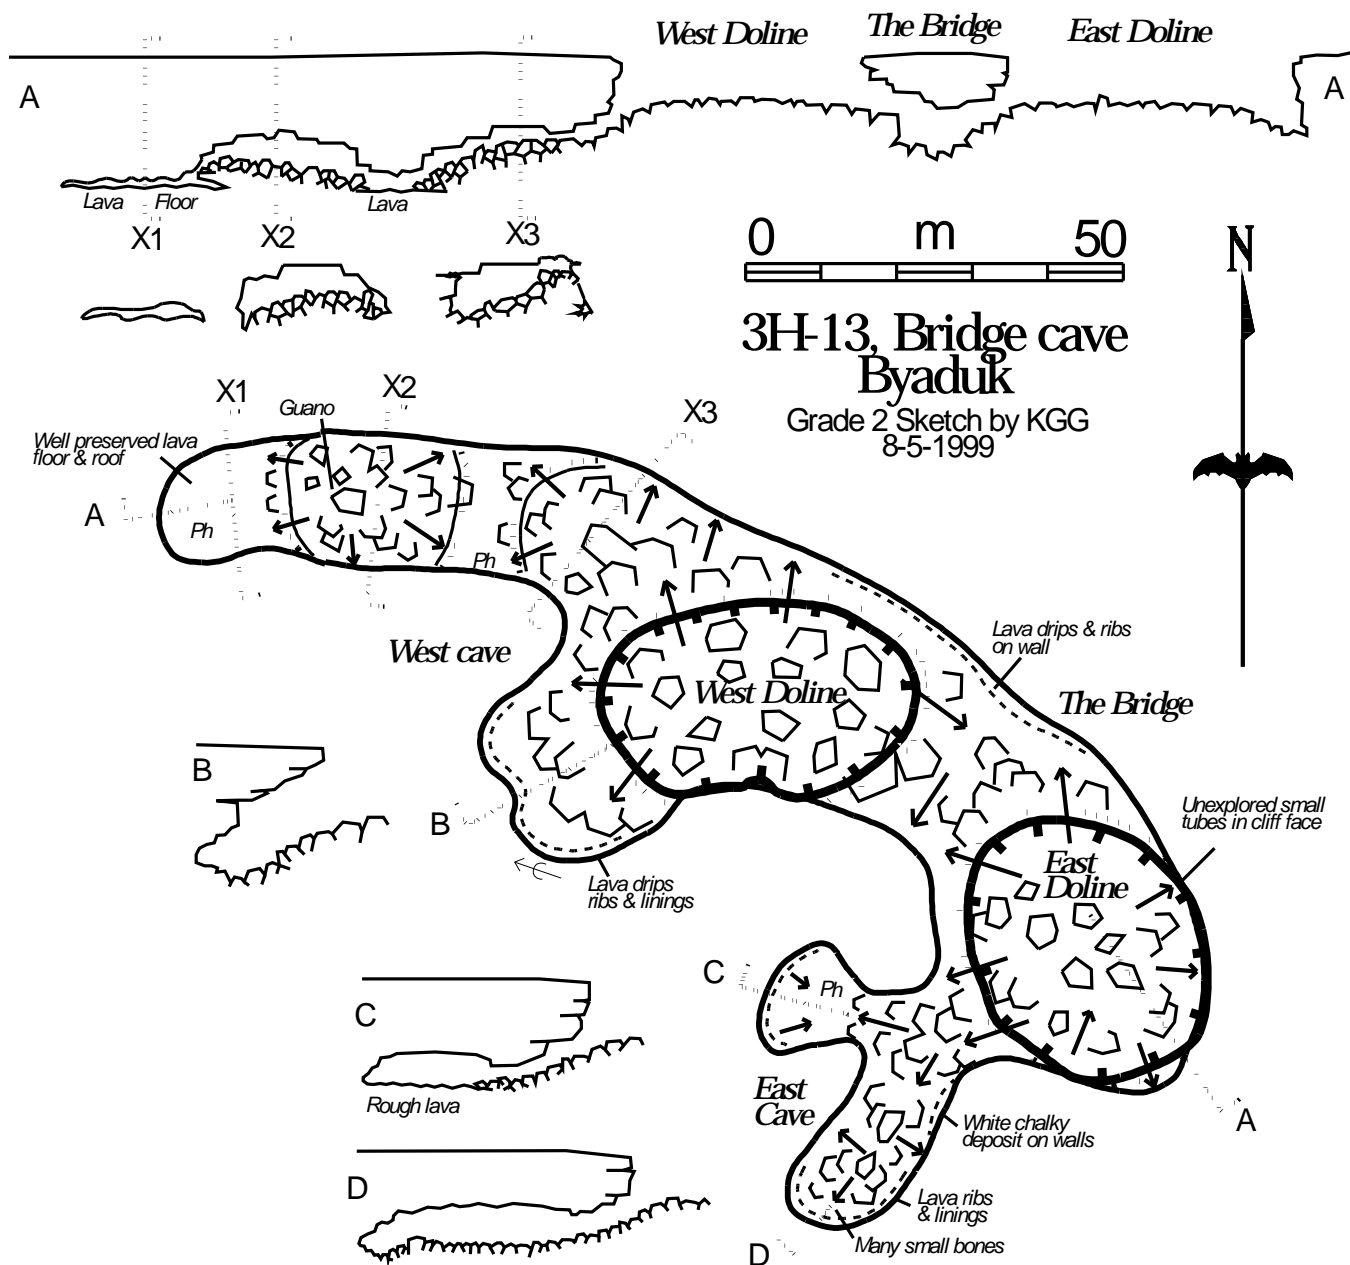 West Doline
The Bridge
East Doline
A
A
Lava
Floor
Lava
X1
X2
X3
0
m
50
N
3H-13, Bridge cave
Byaduk
Grade 2 Sketch by KGG
8-5-1999
X1
X2
X3
Guano
Well preserved lava
floor & roof
A
Ph
Ph
West cave
West Doline
Lava drips & ribs
on wall
The Bridge
B
B
Unexplored small
tubes in cliff face
East
Doline
Lava drips
ribs & linings
C
Ph
C
Rough lava
East
Cave
White chalky
deposit on walls
A
D
Lava ribs
& linings
Many small bones
D